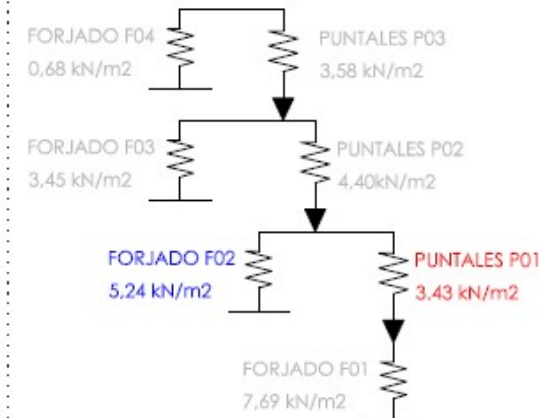 FORJADO F04
0,68 kN/m2
PUNTALES P03
3,58 kN/m2
FORJADO F03
3,45 kN/m2
PUNTALES P02
4,40kN/m2
FORJADO F02
5,24 kN/m2
PUNTALES P01
3,43 kN/m2
FORJADO F01
7,69 kN/m2